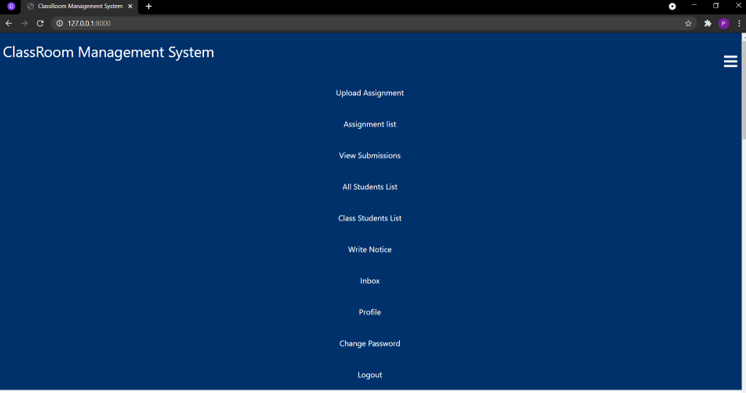 ClassRoom Management System
127.0.0.1:8000
ClassRoom Management System
Upload Assignment
Assignment list
View Submissions
All Students List
Class Students List
Write Notice
Inbox
Profile
Change Password
Logout